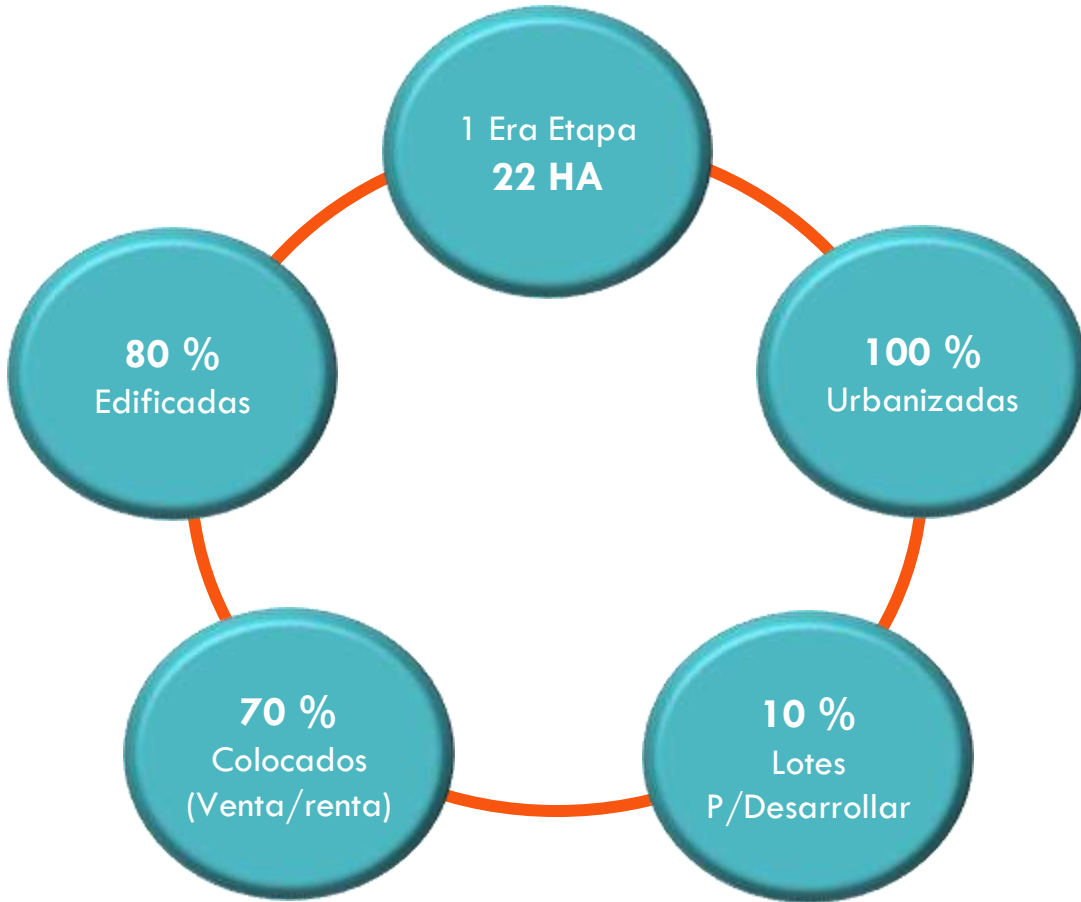 1 Era Etapa
22 HA
80 %
Edificadas
100 %
Urbanizadas
70 %
Colocados
(Venta/renta)
10 %
Lotes
P/Desarrollar